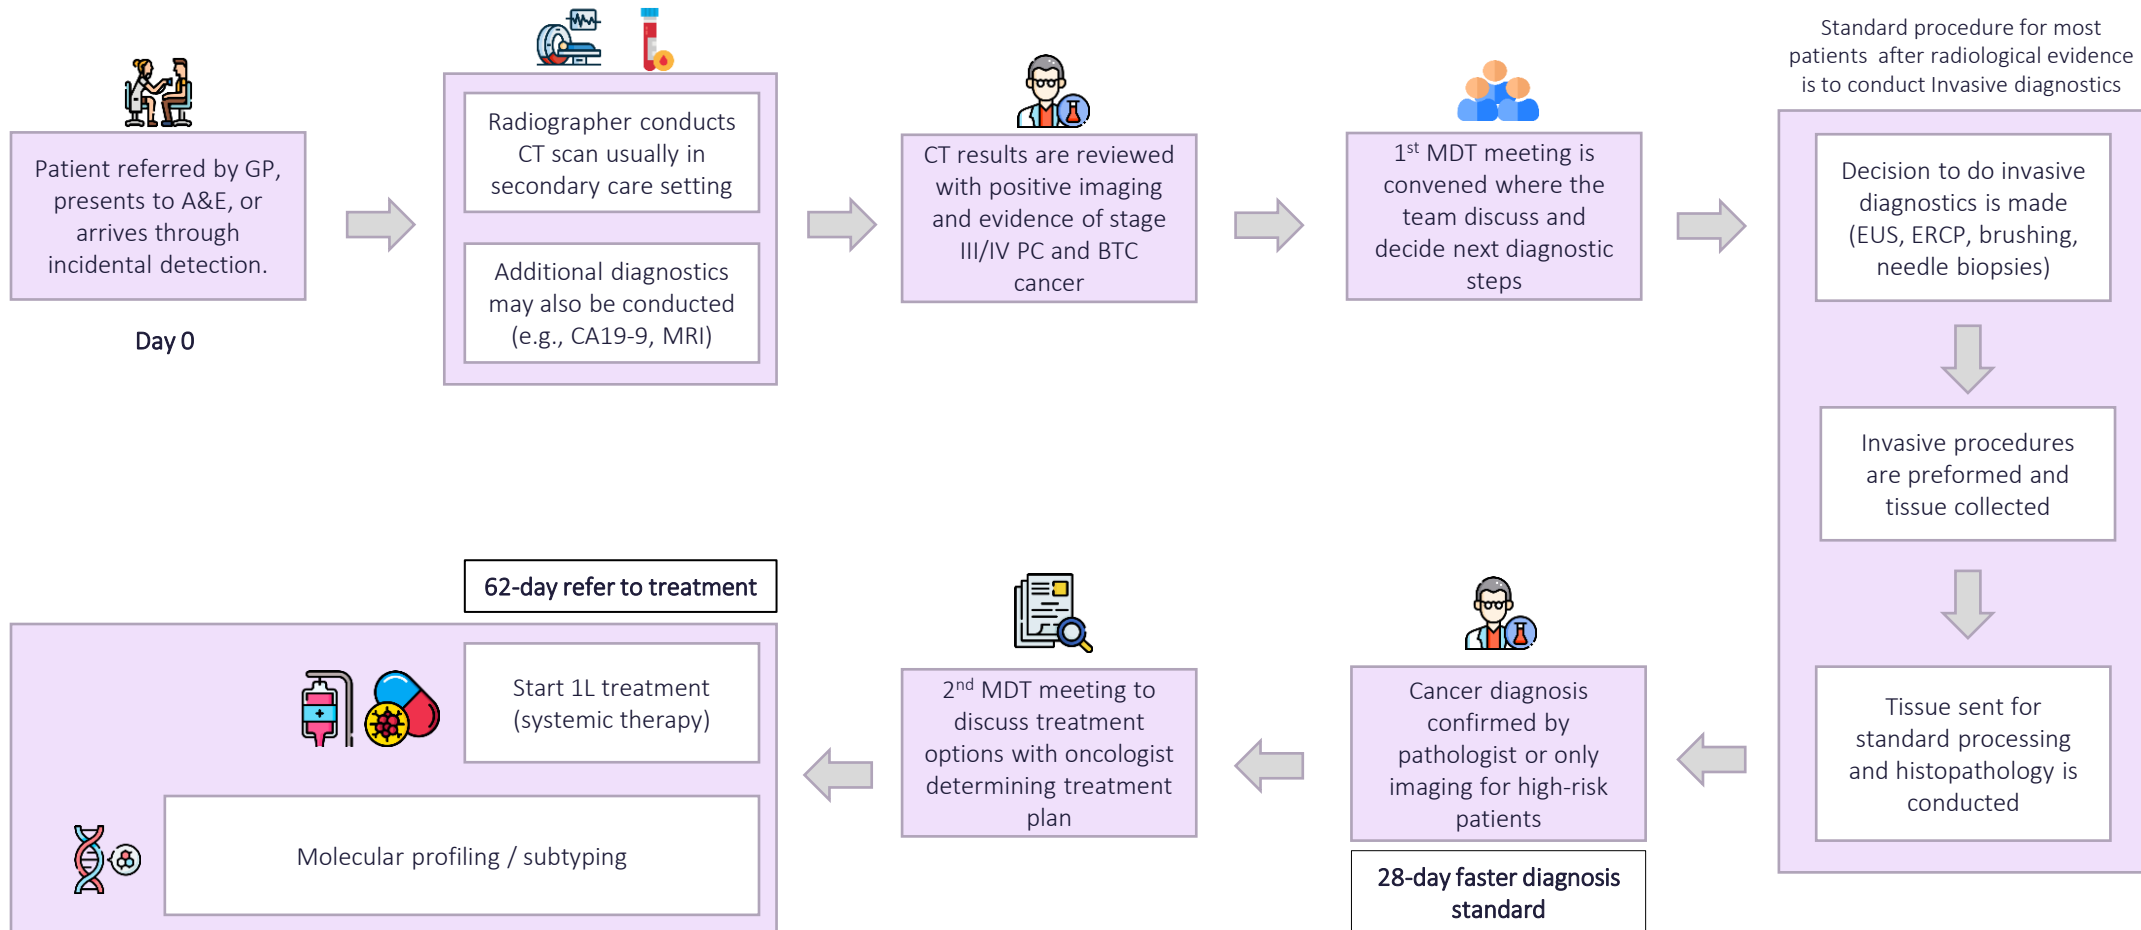 Patient referred by GP,
presents to A&E, or
arrives through
incidental detection.
Day 0
Radiographer conducts
CT scan usually in
secondary care setting
Additional diagnostics
may also be conducted
(e.g., CA19-9, MRI)
CT results are reviewed
with positive imaging
and evidence of stage
III/IV PC and BTC
cancer
1st MDT meeting is
convened where the
team discuss and
decide next diagnostic
steps
Standard procedure for most
patients after radiological evidence
is to conduct Invasive diagnostics
Decision to do invasive
diagnostics is made
(EUS, ERCP, brushing,
needle biopsies)
Invasive procedures
are preformed and
tissue collected
Tissue sent for
standard processing
and histopathology is
conducted
Cancer diagnosis
confirmed by
pathologist or only
imaging for high-risk
patients
28-day faster diagnosis
standard
2nd MDT meeting to
discuss treatment
options with oncologist
determining treatment
plan
62-day refer to treatment
Start 1L treatment
(systemic therapy)
Molecular profiling / subtyping